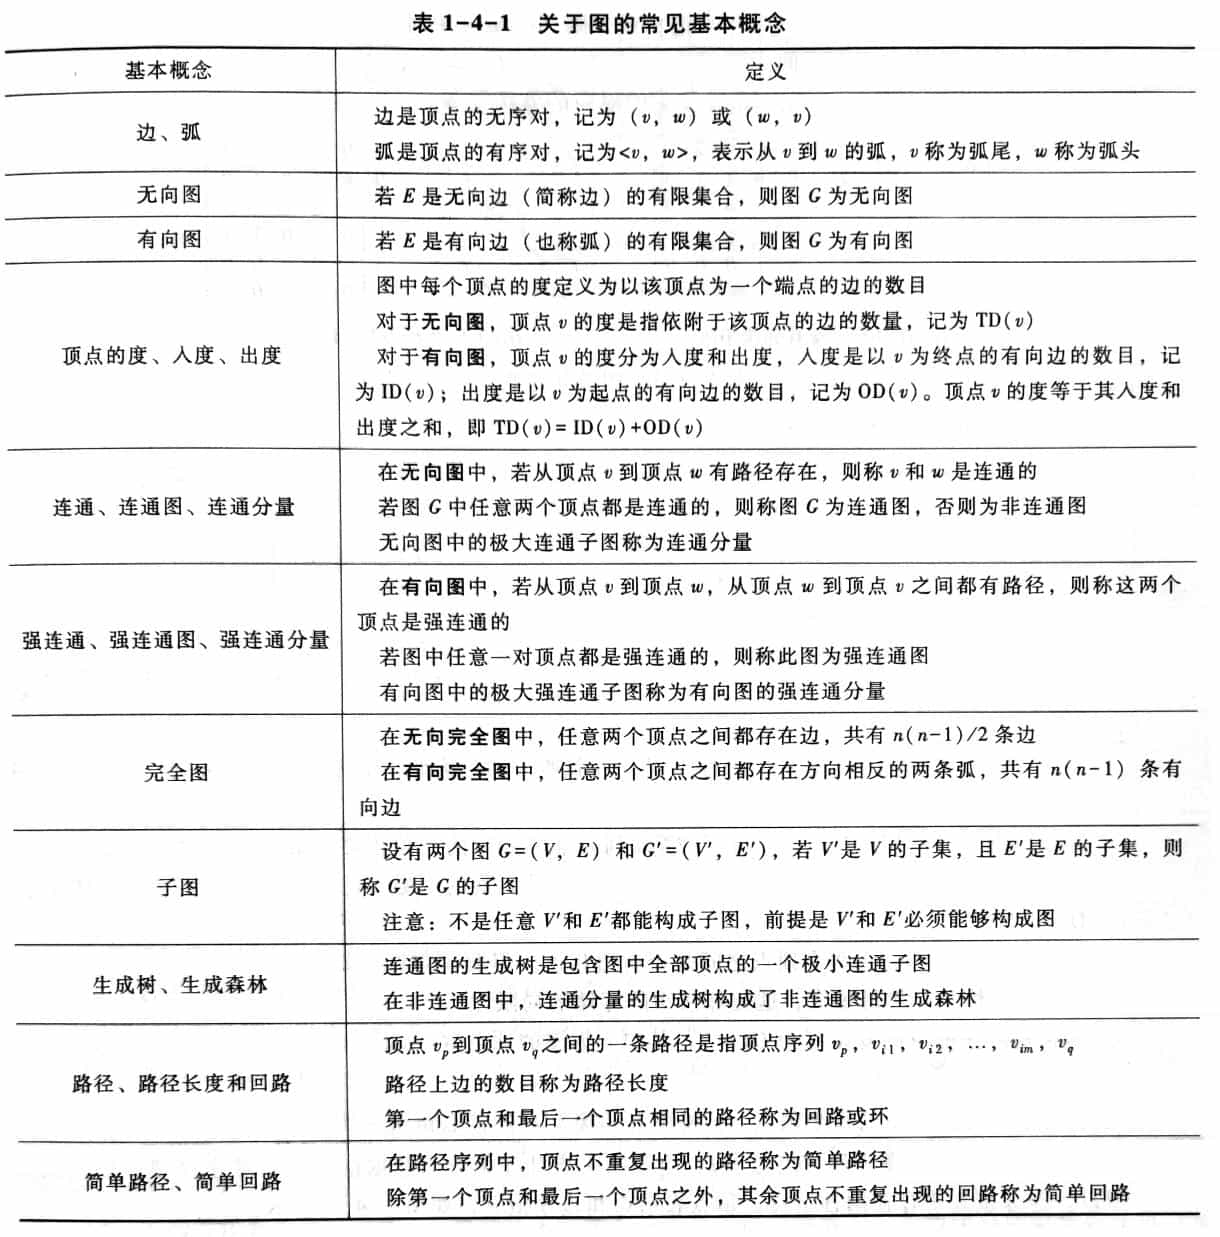 表 1-4-1 关于图的常见基本概念
基本概念
定义
边、弧
边是顶点的无序对，记为（v，w）或（w，v）
弧是顶点的有序对，记为<v，w>，表示从 v 到 w 的弧，v 称为弧尾，w 称为弧头
无向图
若 E 是无向边（简称边）的有限集合，则图 G 为无向图
有向图
若 E 是有向边（也称弧）的有限集合，则图 G 为有向图
顶点的度、入度、出度
图中每个顶点的度定义为以该顶点为一个端点的边的数目
对于无向图，顶点 v 的度是指依附于该顶点的边的数量，记为 TD(v)
对于有向图，顶点 v 的度分为入度和出度，入度是以 v 为终点的有向边的数目，记
为 ID(v)；出度是以 v 为起点的有向边的数目，记为 OD(v)。顶点 v 的度等于其入度和
出度之和，即 TD(v)=ID(v)+OD(v)
连通、连通图、连通分量
在无向图中，若从顶点 v 到顶点 w 有路径存在，则称 v 和 w 是连通的
若图 G 中任意两个顶点都是连通的，则称图 G 为连通图，否则为非连通图
无向图中的极大连通子图称为连通分量
强连通、强连通图、强连通分量
在有向图中，若从顶点 v 到顶点 w，从顶点 w 到顶点 v 之间都有路径，则称这两个
顶点是强连通的
若图中任意一对顶点都是强连通的，则称此图为强连通图
有向图中的极大强连通子图称为有向图的强连通分量
完全图
在无向完全图中，任意两个顶点之间都存在边，共有 n(n-1)/2 条边
在有向完全图中，任意两个顶点之间都存在方向相反的两条弧，共有 n(n-1) 条有
向边
子图
设有两个图 G=(V，E) 和 G′=(V′，E′)，若 V′是 V 的子集，且 E′是 E 的子集，则
称 G′是 G 的子图
注意：不是任意 V′和 E′都能构成子图，前提是 V′和 E′必须能够构成图
生成树、生成森林
连通图的生成树是包含图中全部顶点的一个极小连通子图
在非连通图中，连通分量的生成树构成了非连通图的生成森林
路径、路径长度和回路
顶点 vp到顶点 vq之间的一条路径是指顶点序列 vp，vi1，vi2，…，vim，vq
路径上边的数目称为路径长度
第一个顶点和最后一个顶点相同的路径称为回路或环
简单路径、简单回路
在路径序列中，顶点不重复出现的路径称为简单路径
除第一个顶点和最后一个顶点之外，其余顶点不重复出现的回路称为简单回路